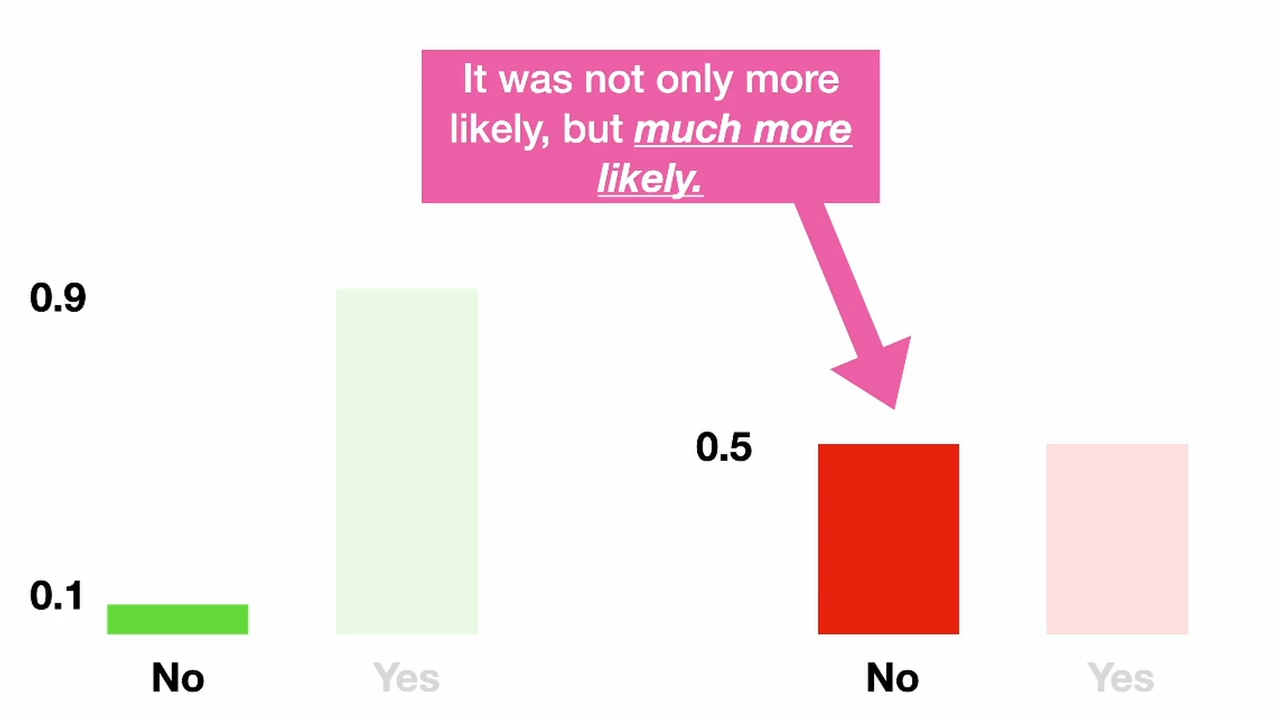 It was not only more
likely, but much more
likely.
0.9
0.5
0.1
No
Yes
No
Yes